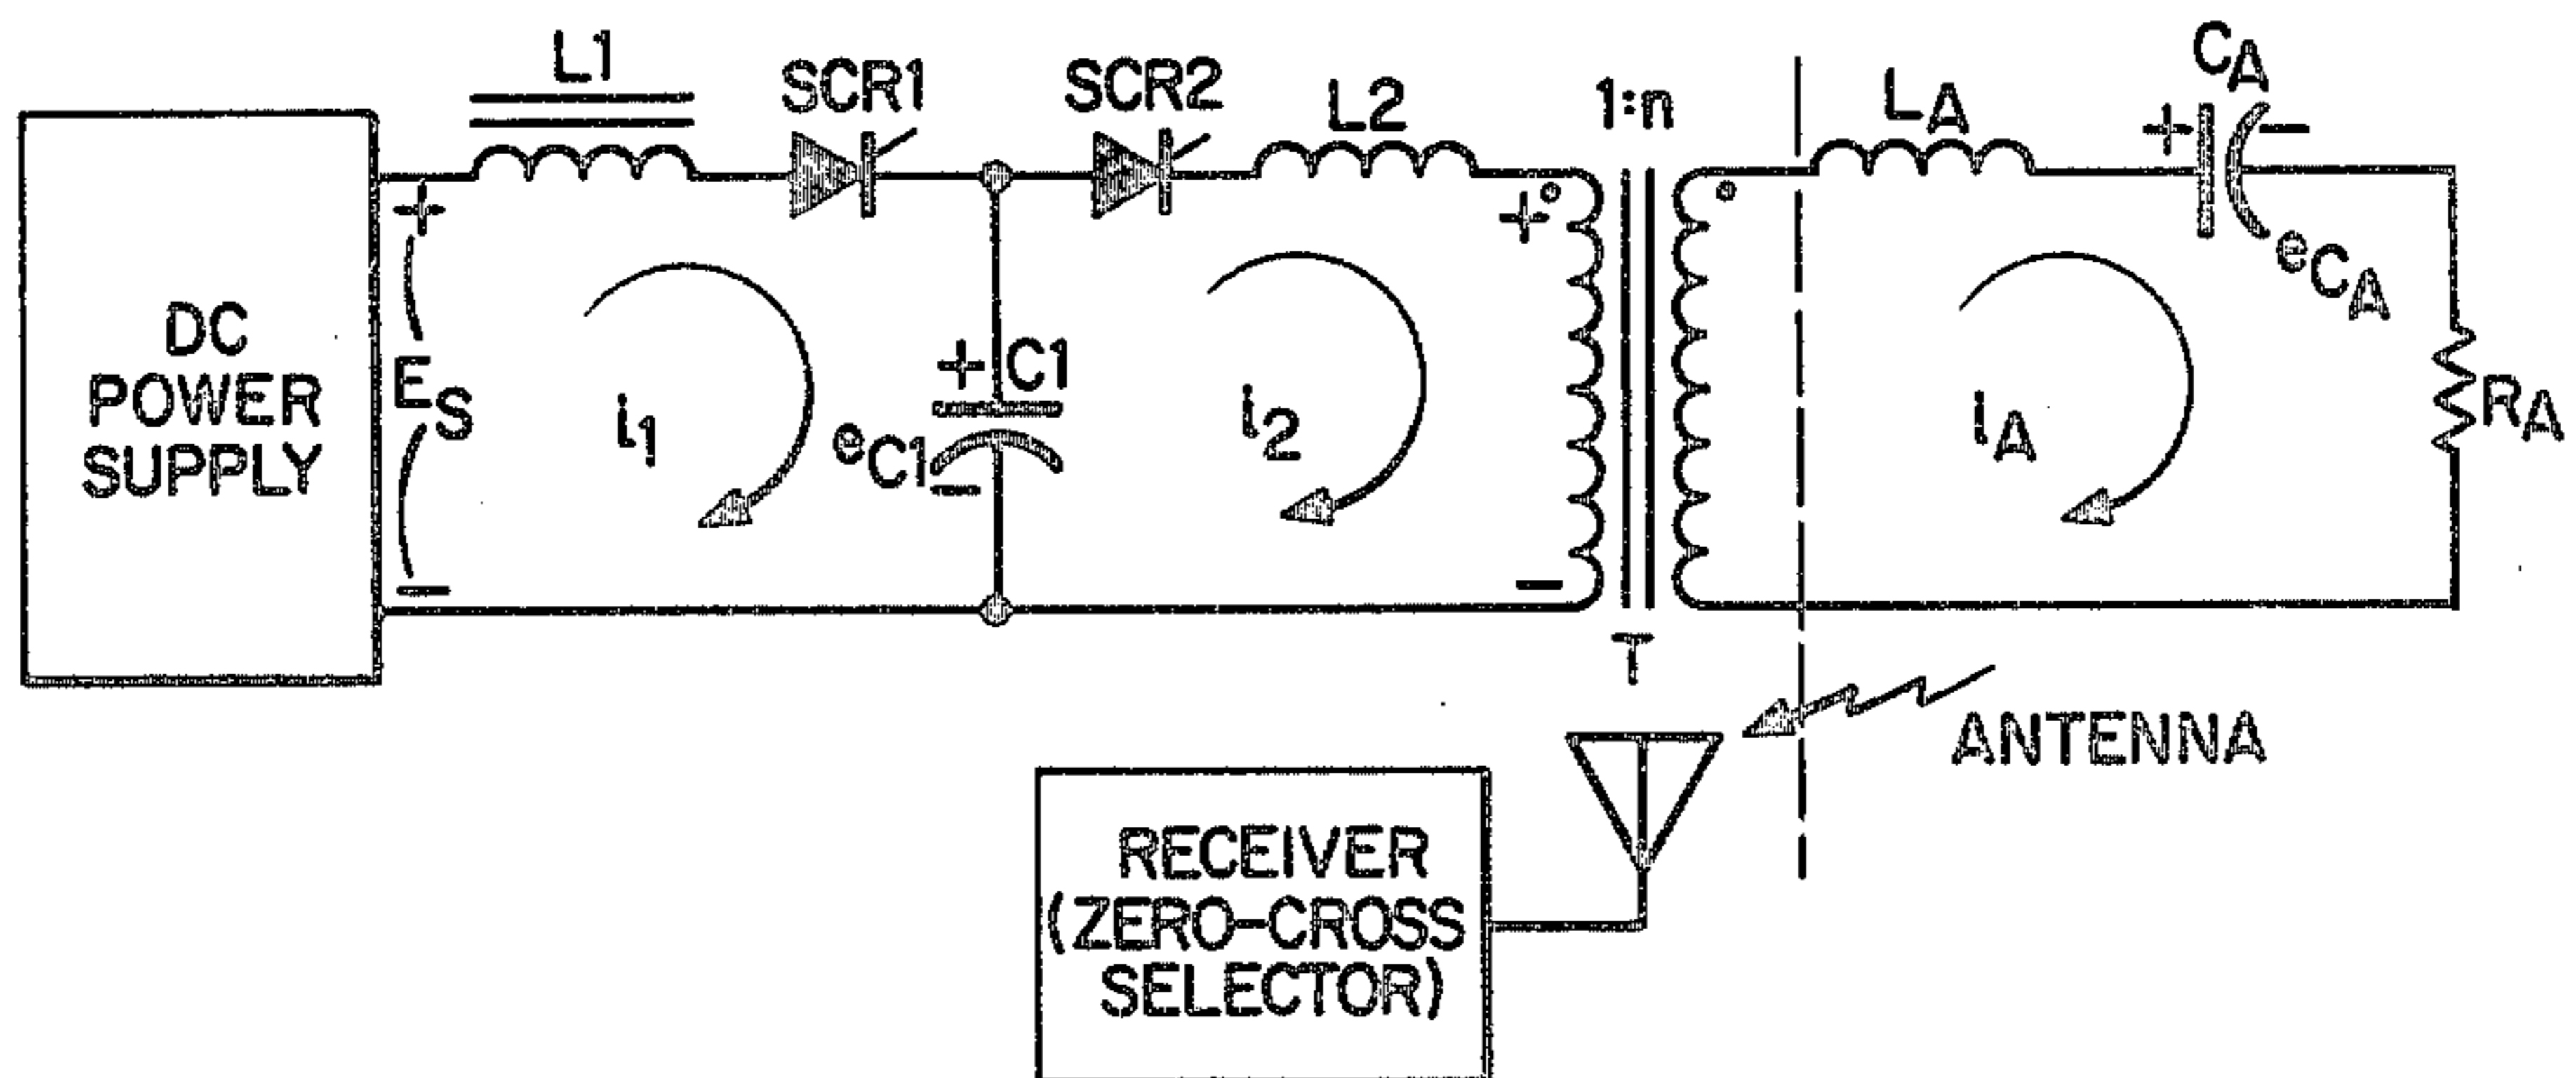 L1
SCR1
SCR2
L2
1:n
LA
CA
+
-
+
+
eCA
DC
POWER
SUPPLY
ES
i1
+ C1
eC1
-
i2
iA
RA
-
-
T
ANTENNA
RECEIVER
(ZERO-CROSS
SELECTOR)